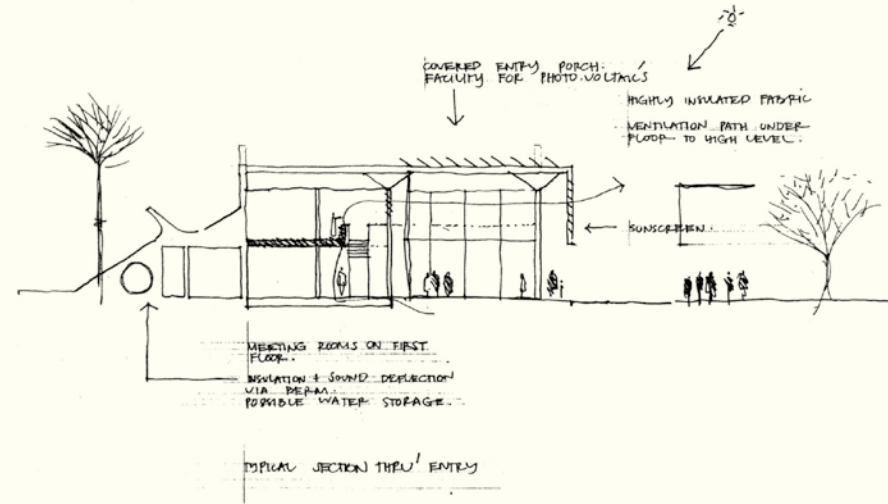 COVERED ENTRY PORCH:
FACILITY FOR PHOTO.VOLTAICS
HIGHLY INSULATED FABRIC
VENTILATION PATH UNDER
FLOOR TO HIGH LEVEL.
SUNSCREEN.
MEETING ROOMS ON FIRST
FLOOR.
INSULATION + SOUND DEFLECTION
VIA BERM.
POSSIBLE WATER STORAGE.
TYPICAL SECTION THRU' ENTRY